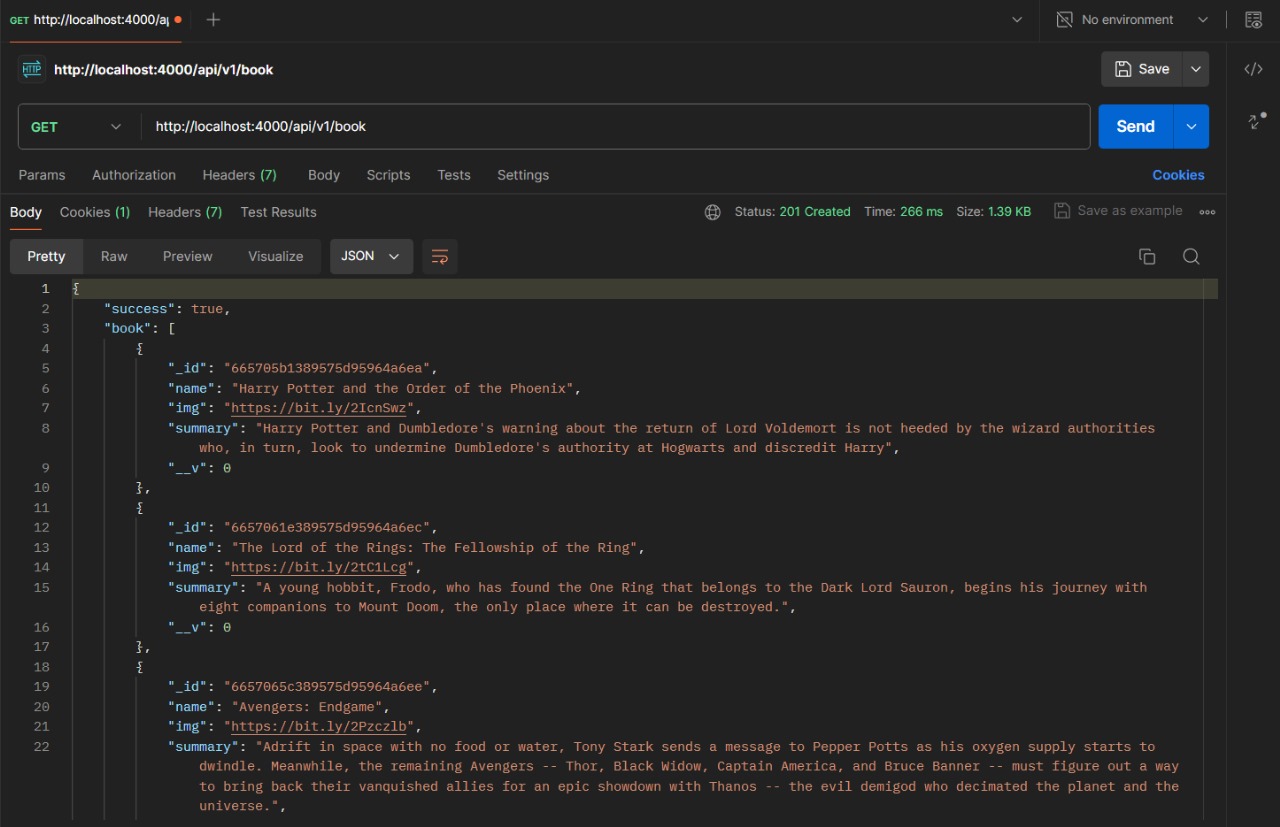 GET http://localhost:4000/a
No environment
HTTP http://localhost:4000/api/v1/book
Save
GET http://localhost:4000/api/v1/book
Send
Params Authorization Headers (7) Body Scripts Tests Settings
Cookies
Body Cookies (1) Headers (7) Test Results
Status: 201 Created Time: 266 ms Size: 1.39 KB Save as example
Pretty Raw Preview Visualize JSON
1 {
2 "success": true,
3 "book": [
4 {
5 "_id": "665705b1389575d95964a6ea",
6 "name": "Harry Potter and the Order of the Phoenix",
7 "img": "https://bit.ly/2IcnSwz",
8 "summary": "Harry Potter and Dumbledore's warning about the return of Lord Voldemort is not heeded by the wizard authorities
who, in turn, look to undermine Dumbledore's authority at Hogwarts and discredit Harry",
9 "__v": 0
10 },
11 {
12 "_id": "6657061e389575d95964a6ec",
13 "name": "The Lord of the Rings: The Fellowship of the Ring",
14 "img": "https://bit.ly/2tC1Lcg",
15 "summary": "A young hobbit, Frodo, who has found the One Ring that belongs to the Dark Lord Sauron, begins his journey with
eight companions to Mount Doom, the only place where it can be destroyed.",
16 "__v": 0
17 },
18 {
19 "_id": "6657065c389575d95964a6ee",
20 "name": "Avengers: Endgame",
21 "img": "https://bit.ly/2Pzczlb",
22 "summary": "Adrift in space with no food or water, Tony Stark sends a message to Pepper Potts as his oxygen supply starts to
dwindle. Meanwhile, the remaining Avengers -- Thor, Black Widow, Captain America, and Bruce Banner -- must figure out a way
to bring back their vanquished allies for an epic showdown with Thanos -- the evil demigod who decimated the planet and the
universe.",